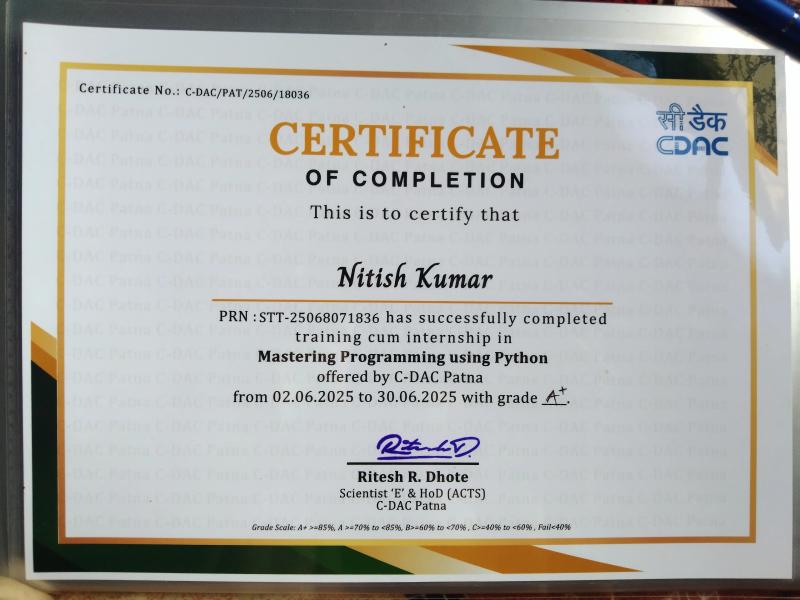 Certificate No.: C-DAC/PAT/2506/18036
सी डैक
CDAC
CERTIFICATE
OF COMPLETION
This is to certify that
Nitish Kumar
PRN : STT-25068071836 has successfully completed
training cum internship in
Mastering Programming using Python
offered by C-DAC Patna
from 02.06.2025 to 30.06.2025 with grade A+.
Ritesh D.
Ritesh R. Dhote
Scientist 'E' & HoD (ACTS)
C-DAC Patna
Grade Scale: A+ >=85%, A >=70% to <85%, B>=60% to <70% , C>=40% to <60% , Fail<40%